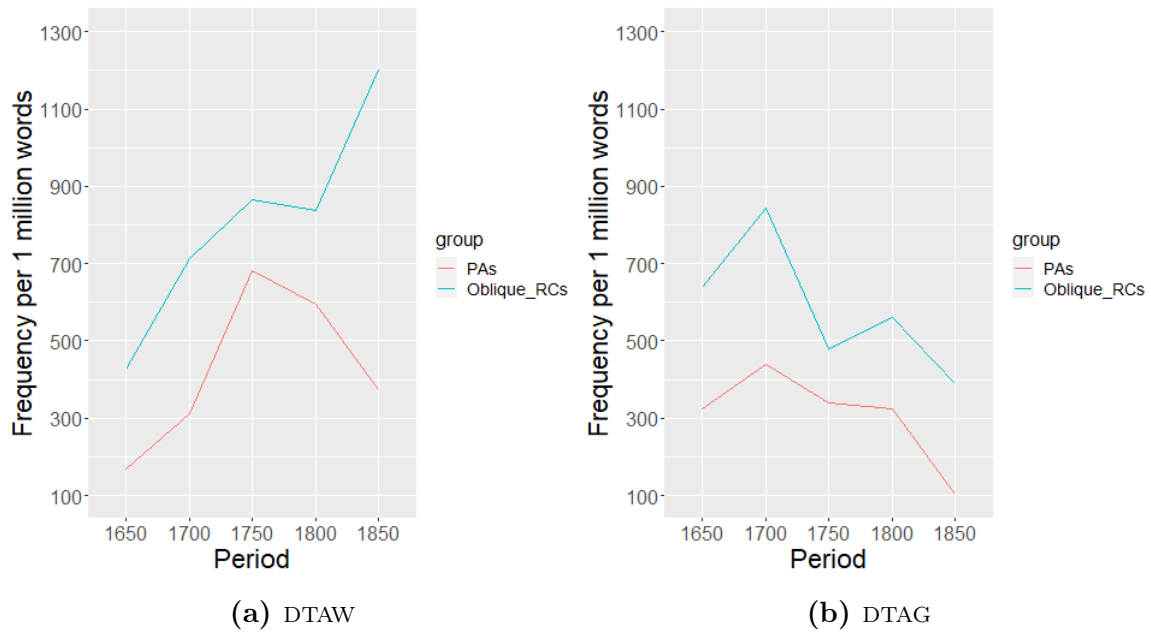 Frequency per 1 million words
1300
1100
900
700
500
300
100
1650 1700 1750 1800 1850
Period
group
PAs
Oblique_RCs
(a) DTAW
Frequency per 1 million words
1300
1100
900
700
500
300
100
1650 1700 1750 1800 1850
Period
group
PAs
Oblique_RCs
(b) DTAG